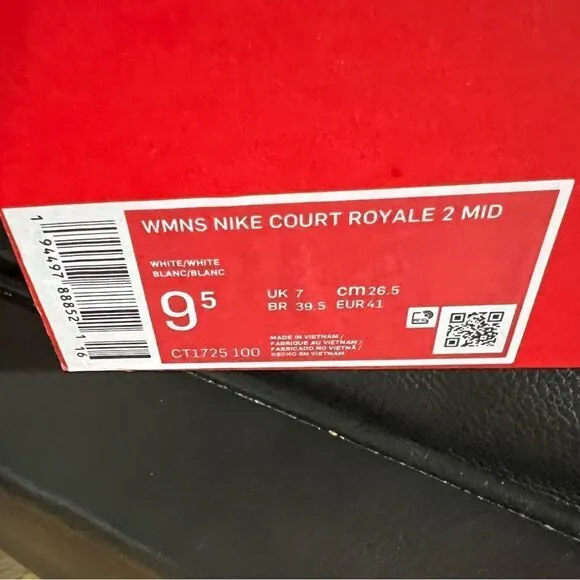 WMNS NIKE COURT ROYALE 2 MID
WHITE/WHITE
BLANC/BLANC
9⁵
UK 7 cm 26.5
BR 39.5 EUR 41
CT1725 100
MADE IN VIETNAM /
FABRIQUE AU VIETNAM /
FABRICADO NO VIETNÃ /
HECHO EN VIETNAM
1 94497 88852 116